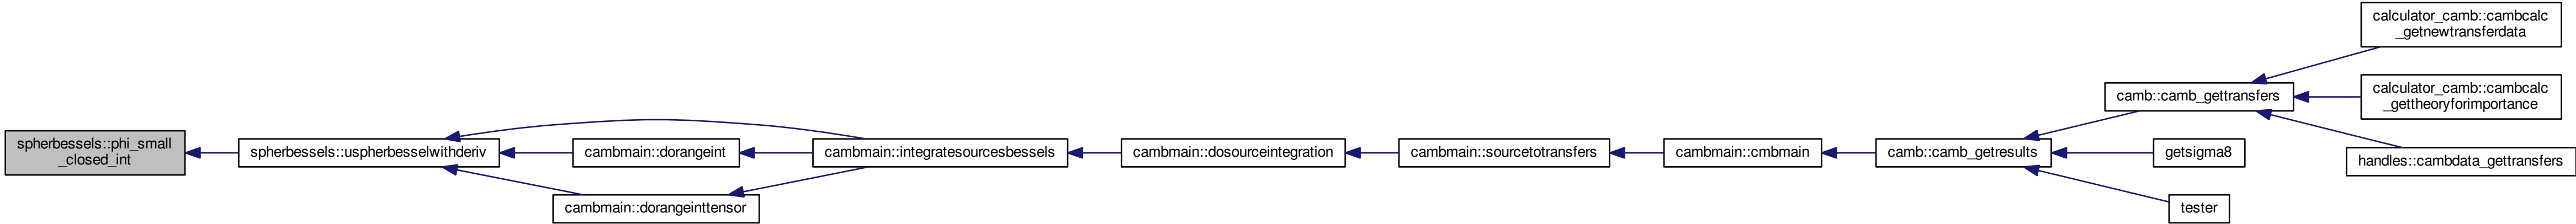 spherbessels::phi_small
_closed_int
spherbessels::uspherbesselwithderiv
cambmain::dorangeint
cambmain::dorangeinttensor
cambmain::integratesourcesbessels
cambmain::dosourceintegration
cambmain::sourcetotransfers
cambmain::cmbmain
camb::camb_getresults
camb::camb_gettransfers
getsigma8
tester
calculator_camb::cambcalc
_getnewtransferdata
calculator_camb::cambcalc
_gettheoryforimportance
handles::cambdata_gettransfers